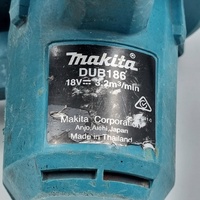 makita
DUB186
18V⎓ 3.2m³/min
Makita Corporation
Anjo, Aichi, Japan
Made in Thailand